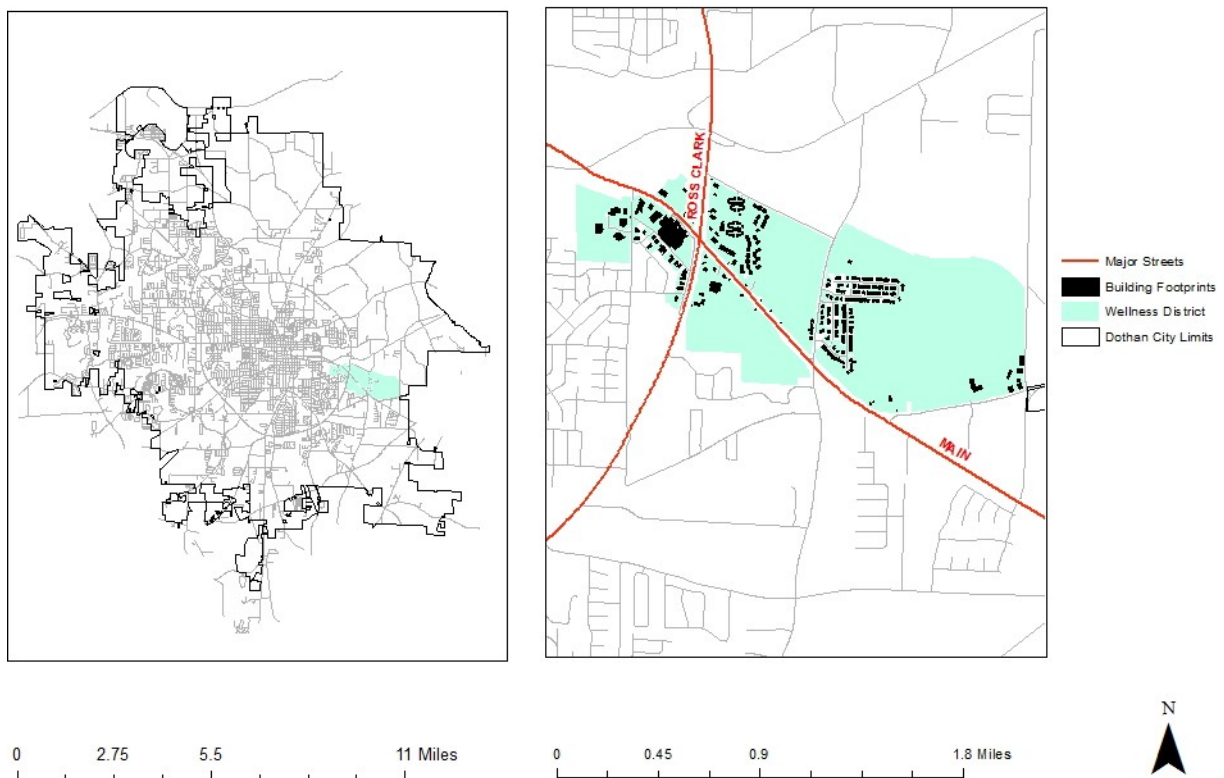 ROSS CLARK
MAIN
Major Streets
Building Footprints
Wellness District
Dothan City Limits
N
0 2.75 5.5 11 Miles
0 0.45 0.9 1.8 Miles